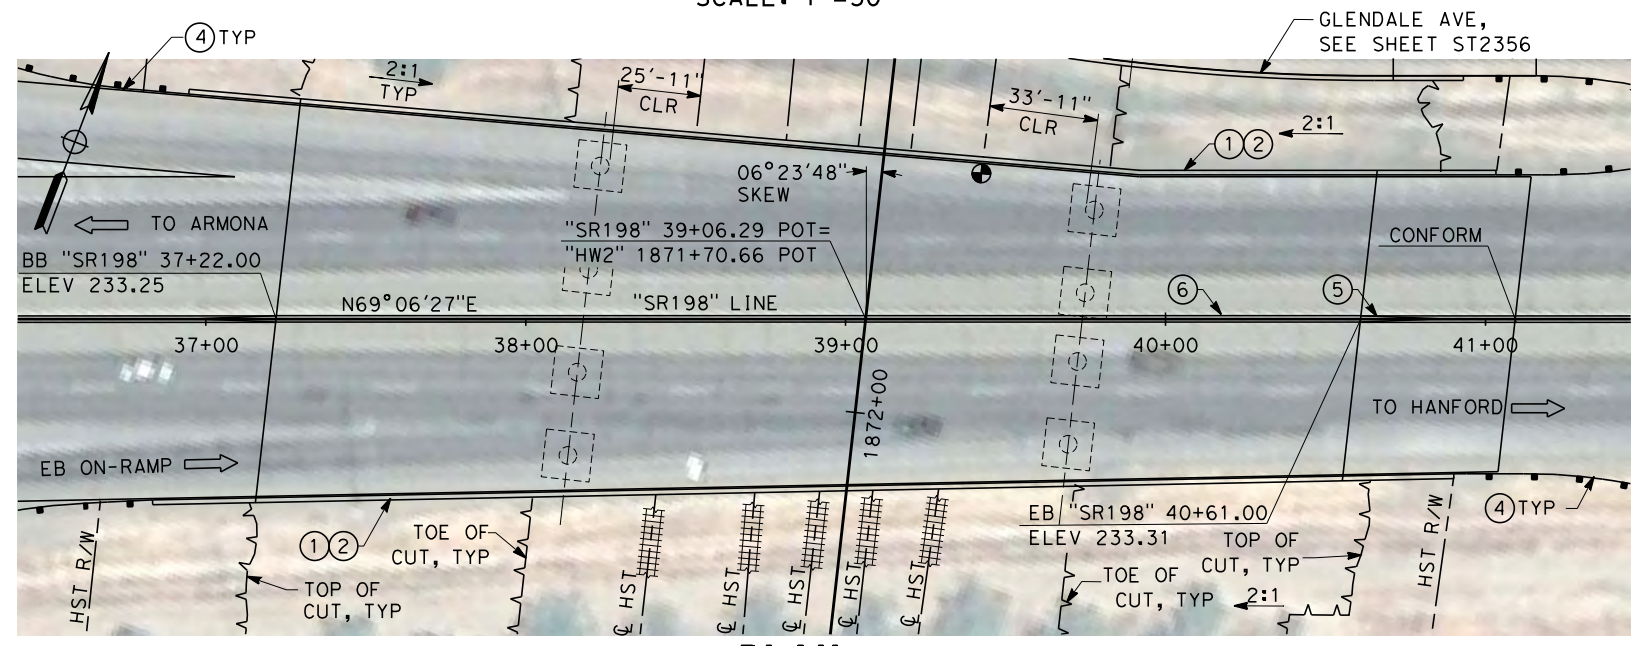 GLENDALE AVE,
SEE SHEET ST2356
4 TYP
2:1
TYP
25'-11"
CLR
33'-11"
CLR
1 2
2:1
06°23'48"
SKEW
TO ARMONA
"SR198" 39+06.29 POT=
"HW2" 1871+70.66 POT
CONFORM
BB "SR198" 37+22.00
ELEV 233.25
N69°06'27"E
"SR198" LINE
6
5
37+00
38+00
39+00
40+00
41+00
1872+00
TO HANFORD
EB ON-RAMP
EB "SR198" 40+61.00
ELEV 233.31
4 TYP
1 2
TOE OF
CUT, TYP
TOP OF
CUT, TYP
TOP OF
CUT, TYP
TOE OF
CUT, TYP
2:1
HST R/W
℄ HST
℄ HST
℄ HST
℄ HST
℄ HST
HST R/W